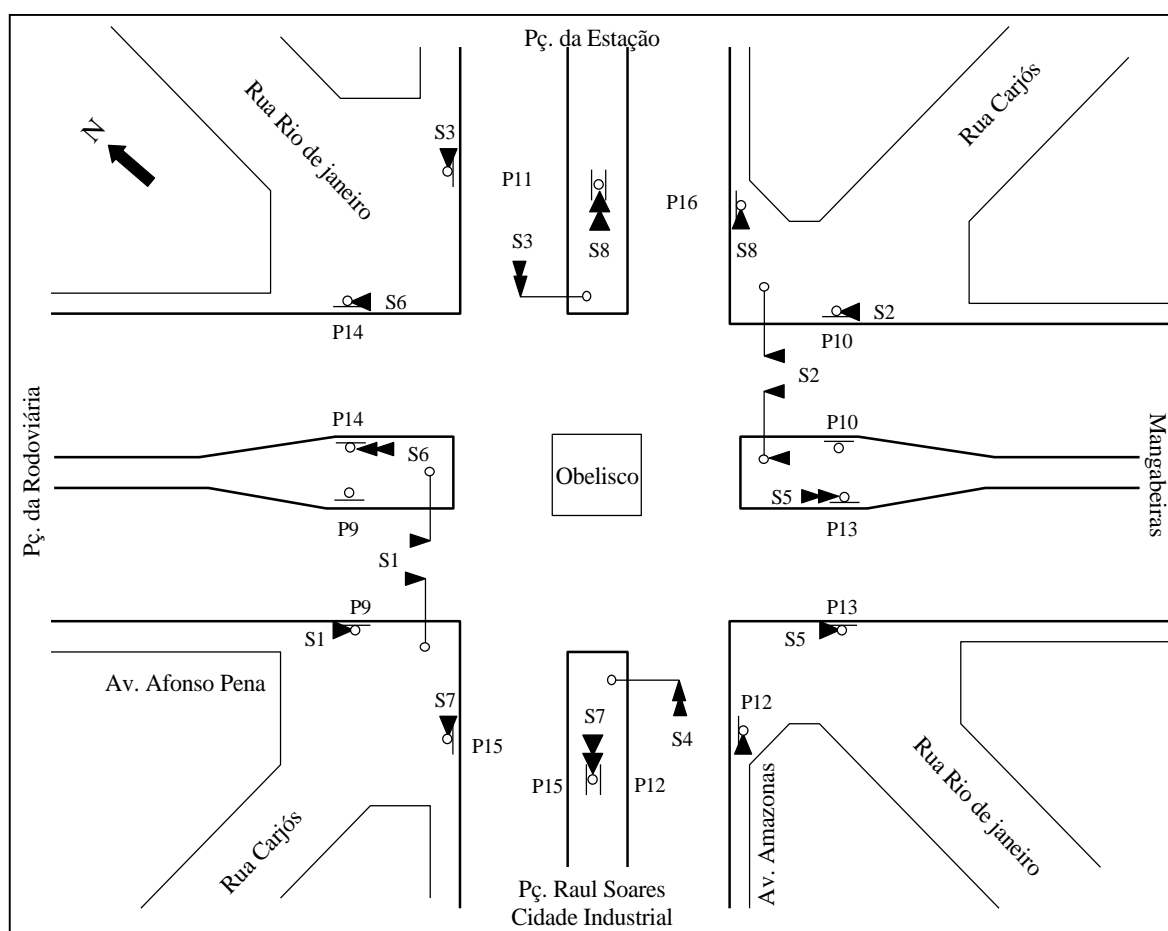 Pç. da Estação
Rua Rio de janeiro
Rua Carjós
N
S3
P11
P16
S3
S8
S8
S6
S2
P14
P10
S2
Pç. da Rodoviária
P14
P10
Mangabeiras
S6
Obelisco
S5
P9
P13
S1
P9
P13
S1
S5
Av. Afonso Pena
S7
S7
P12
P15
S4
P15
P12
Rua Carjós
Av. Amazonas
Rua Rio de janeiro
Pç. Raul Soares
Cidade Industrial